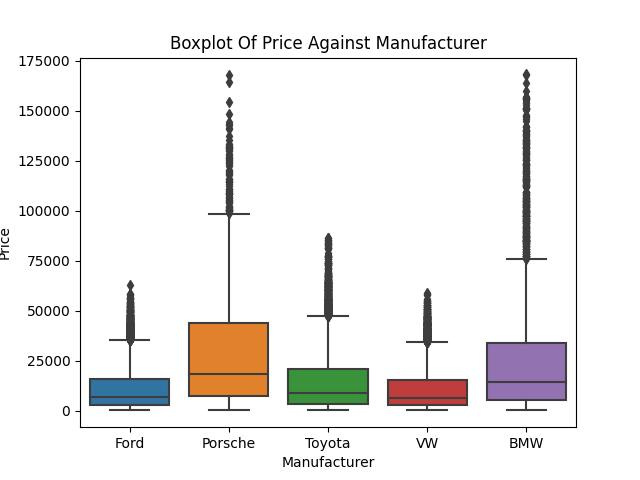 Boxplot Of Price Against Manufacturer
175000
150000
125000
100000
75000
50000
25000
0
Price
Ford Porsche Toyota VW BMW
Manufacturer